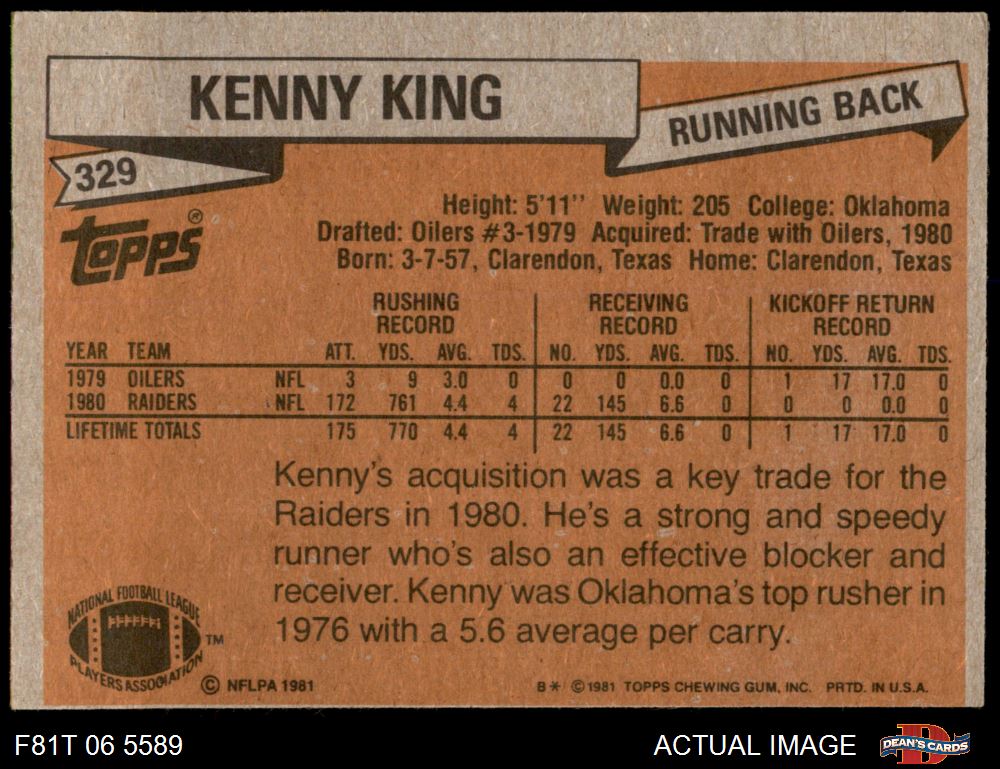 KENNY KING
RUNNING BACK
329
topps®
Height: 5'11'' Weight: 205 College: Oklahoma
Drafted: Oilers #3-1979 Acquired: Trade with Oilers, 1980
Born: 3-7-57, Clarendon, Texas Home: Clarendon, Texas
RUSHING RECEIVING KICKOFF RETURN
RECORD RECORD RECORD
YEAR TEAM ATT. YDS. AVG. TDS. NO. YDS. AVG. TDS. NO. YDS. AVG. TDS.
1979 OILERS NFL 3 9 3.0 0 0 0 0.0 0 1 17 17.0 0
1980 RAIDERS NFL 172 761 4.4 4 22 145 6.6 0 0 0 0.0 0
LIFETIME TOTALS 175 770 4.4 4 22 145 6.6 0 1 17 17.0 0
Kenny's acquisition was a key trade for the
Raiders in 1980. He's a strong and speedy
runner who's also an effective blocker and
receiver. Kenny was Oklahoma's top rusher in
1976 with a 5.6 average per carry.
NATIONAL FOOTBALL LEAGUE
PLAYERS ASSOCIATION
TM
© NFLPA 1981
B* ©1981 TOPPS CHEWING GUM, INC. PRTD. IN U.S.A.
F81T 06 5589
ACTUAL IMAGE
D
DEAN'S CARDS